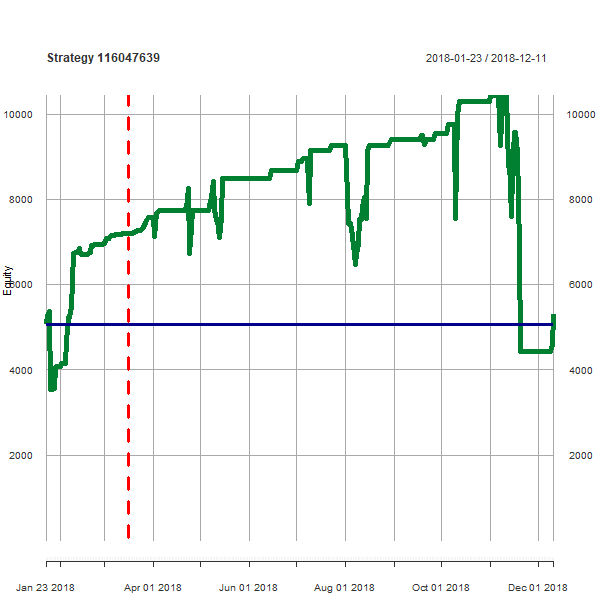 Strategy 116047639
2018-01-23 / 2018-12-11
10000
10000
8000
8000
6000
6000
Equity
4000
4000
2000
2000
Jan 23 2018
Apr 01 2018
Jun 01 2018
Aug 01 2018
Oct 01 2018
Dec 01 2018